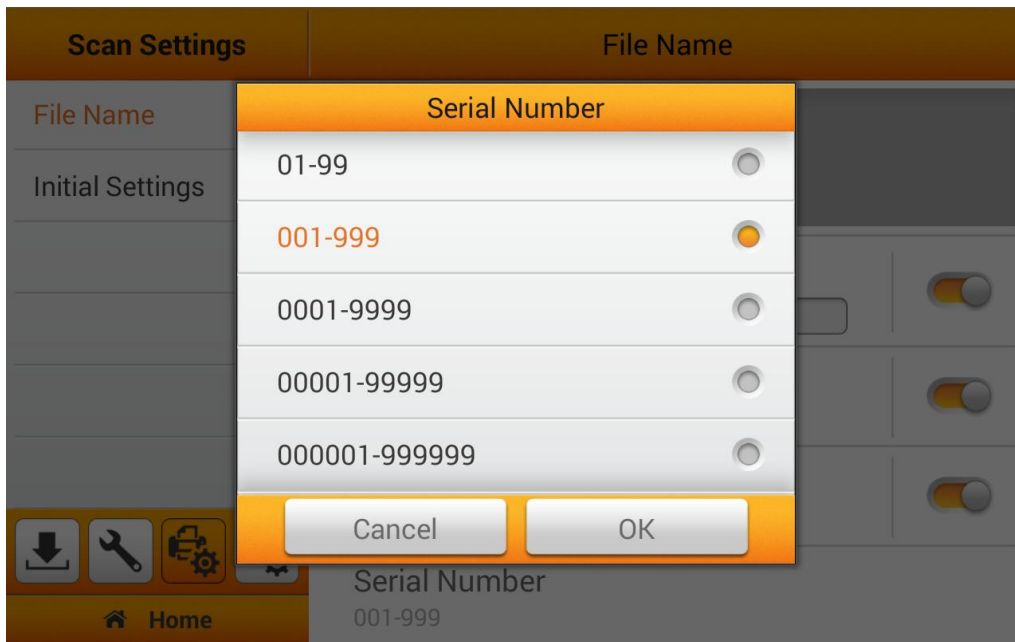 Scan Settings
File Name
File Name
Initial Settings
Serial Number
01-99
001-999
0001-9999
00001-99999
000001-999999
Cancel
OK
Serial Number
001-999
Home